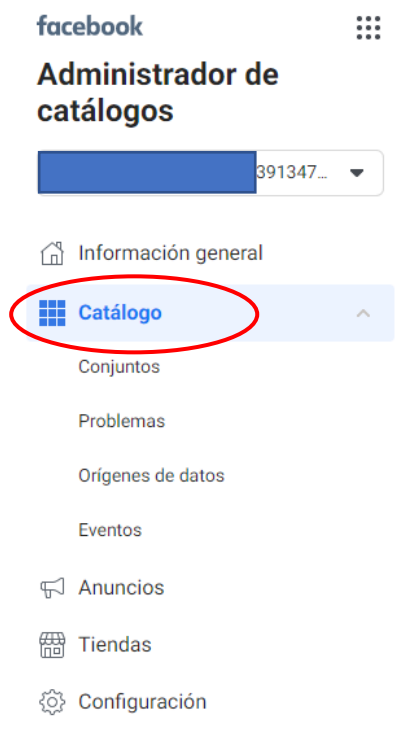 facebook
Administrador de
catálogos
391347...
Información general
Catálogo
Conjuntos
Problemas
Orígenes de datos
Eventos
Anuncios
Tiendas
Configuración